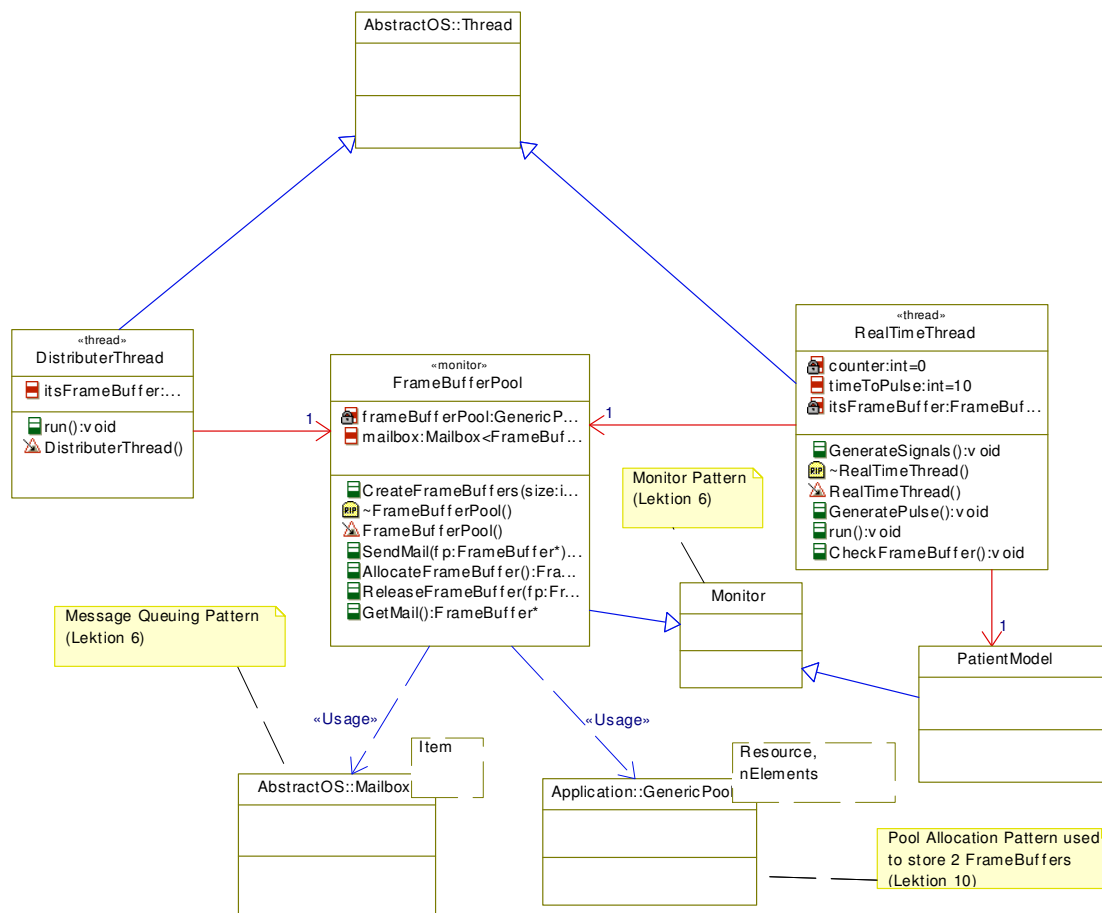 AbstractOS::Thread
«thread»
DistributerThread
itsFrameBuffer:...
run():void
DistributerThread()
1
«monitor»
FrameBufferPool
frameBufferPool:GenericP...
mailbox:Mailbox<FrameBuf...
CreateFrameBuffers(size:i...
RIP ~FrameBufferPool()
FrameBufferPool()
SendMail(fp:FrameBuffer*)...
AllocateFrameBuffer():Fra...
ReleaseFrameBuffer(fp:Fr...
GetMail():FrameBuffer*
1
«thread»
RealTimeThread
counter:int=0
timeToPulse:int=10
itsFrameBuffer:FrameBuf...
GenerateSignals():void
RIP ~RealTimeThread()
RealTimeThread()
GeneratePulse():void
run():void
CheckFrameBuffer():void
Monitor Pattern
(Lektion 6)
Monitor
1
PatientModel
Message Queuing Pattern
(Lektion 6)
«Usage»
«Usage»
Item
AbstractOS::Mailbox
Resource,
nElements
Application::GenericPool
Pool Allocation Pattern used
to store 2 FrameBuffers
(Lektion 10)